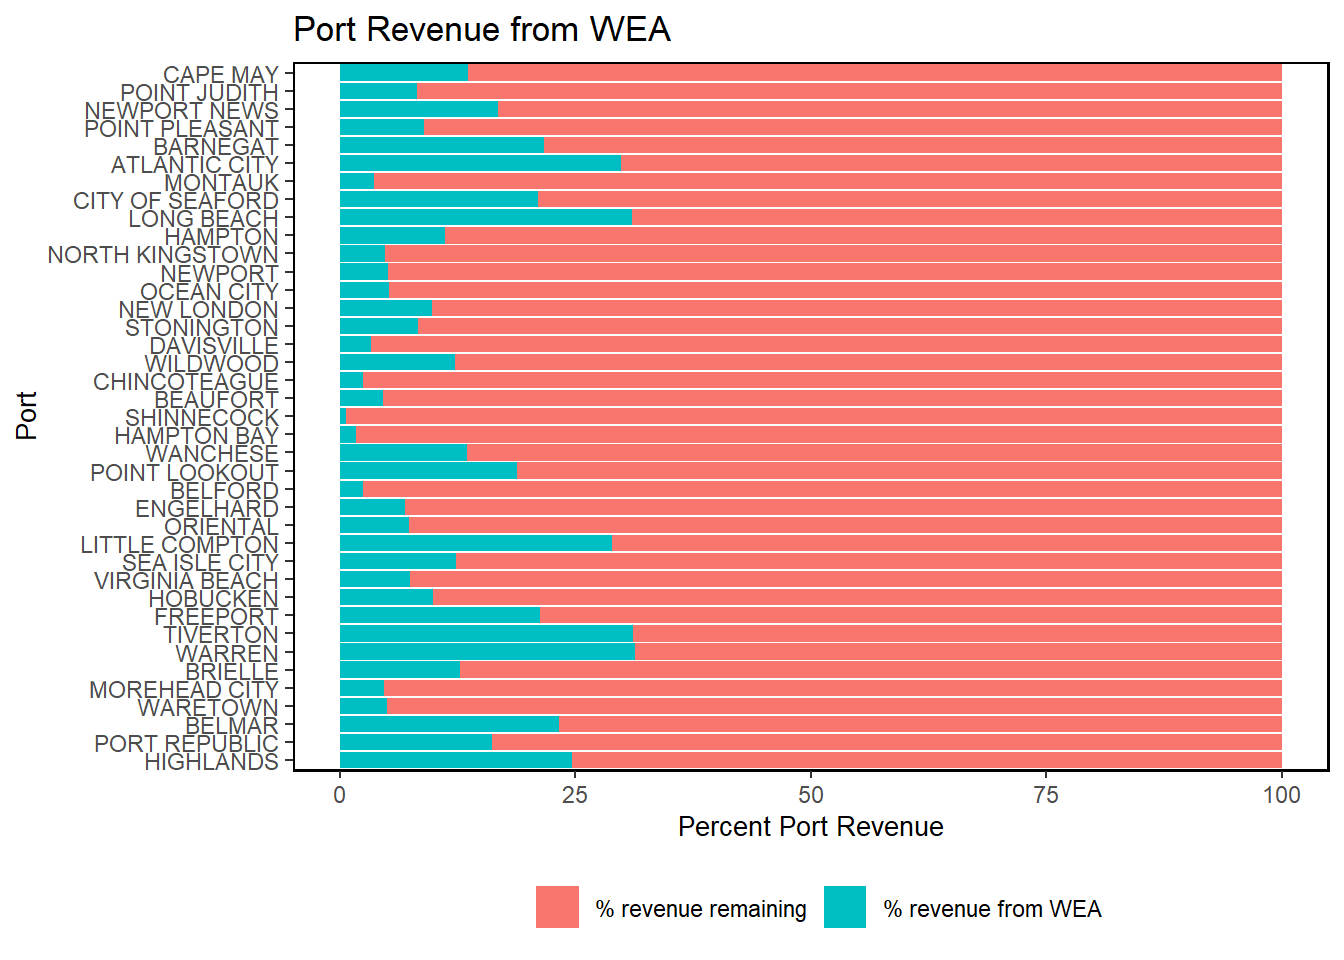 Port Revenue from WEA
CAPE MAY
POINT JUDITH
NEWPORT NEWS
POINT PLEASANT
BARNEGAT
ATLANTIC CITY
MONTAUK
CITY OF SEAFORD
LONG BEACH
HAMPTON
NORTH KINGSTOWN
NEWPORT
OCEAN CITY
NEW LONDON
STONINGTON
DAVISVILLE
WILDWOOD
CHINCOTEAGUE
BEAUFORT
SHINNECOCK
HAMPTON BAY
WANCHESE
POINT LOOKOUT
BELFORD
ENGELHARD
ORIENTAL
LITTLE COMPTON
SEA ISLE CITY
VIRGINIA BEACH
HOBUCKEN
FREEPORT
TIVERTON
WARREN
BRIELLE
MOREHEAD CITY
WARETOWN
BELMAR
PORT REPUBLIC
HIGHLANDS
Port
0 25 50 75 100
Percent Port Revenue
% revenue remaining % revenue from WEA